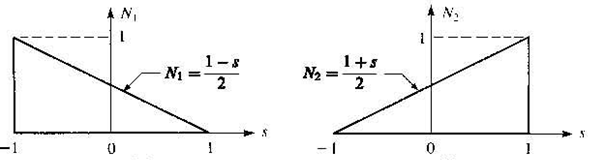 N₁
1
N₁ = (1 − s)/2
−1
0
1
s
N₂
1
N₂ = (1 + s)/2
−1
0
1
s